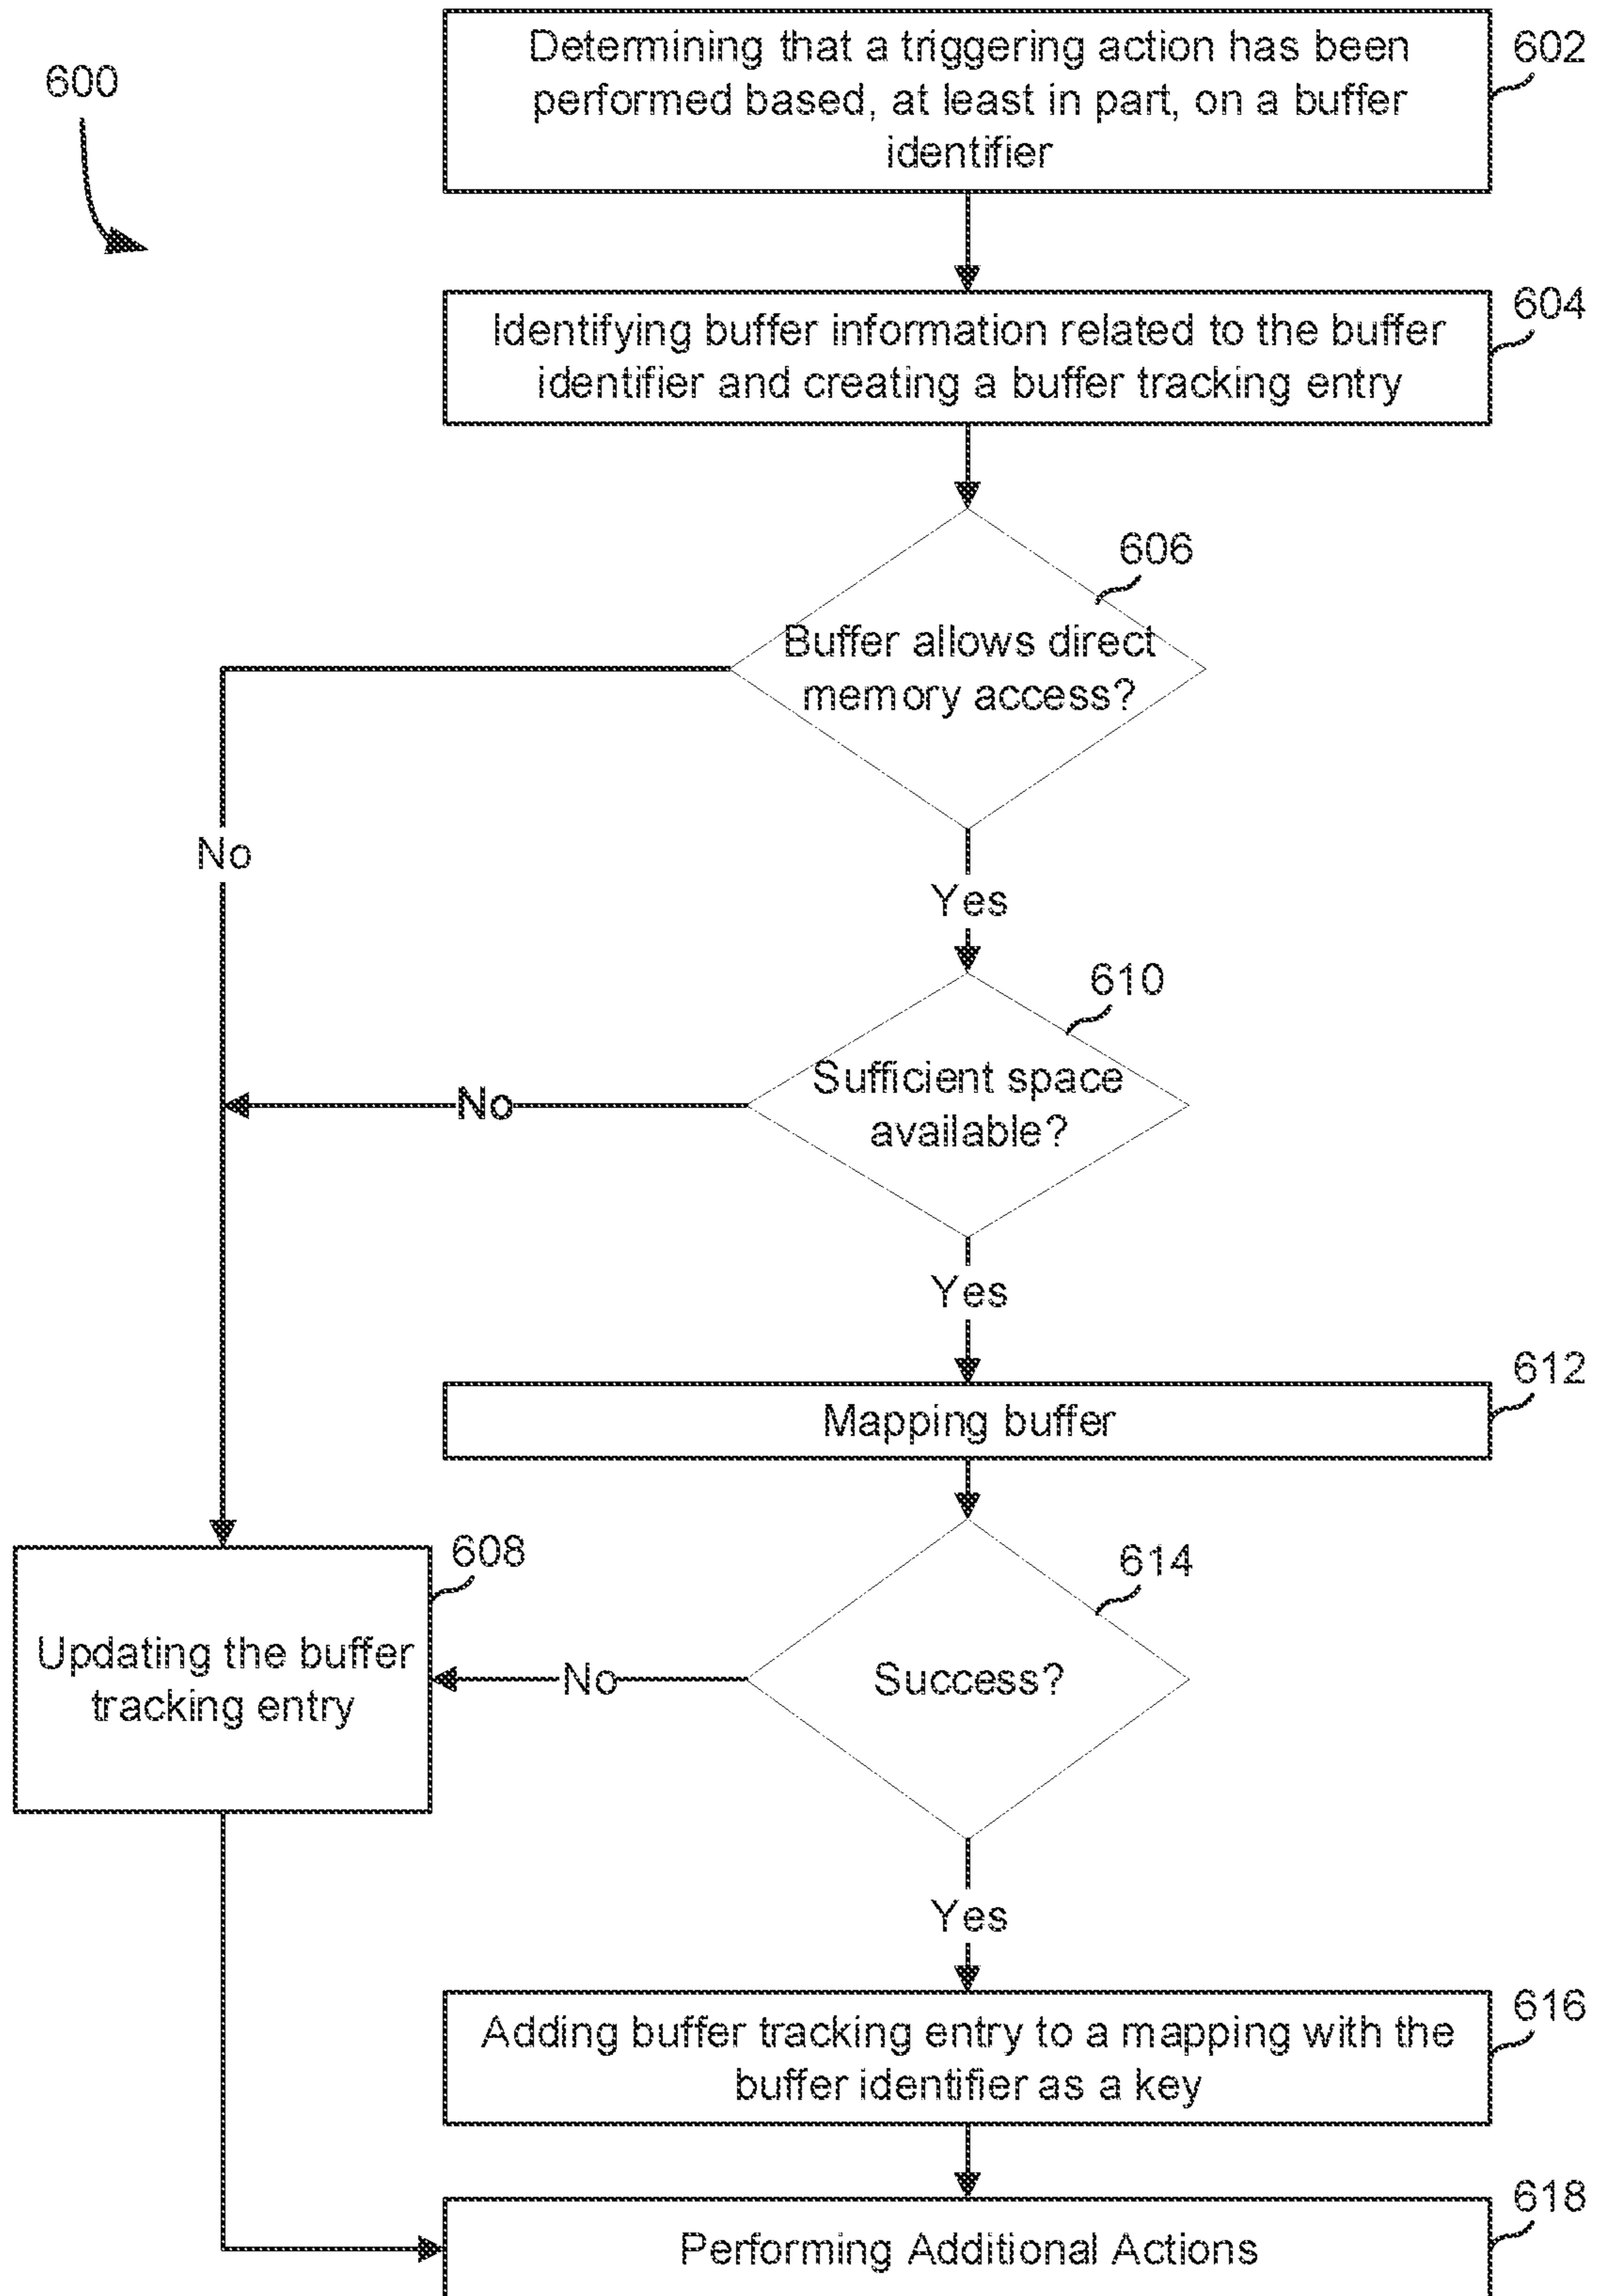 600
Determining that a triggering action has been
performed based, at least in part, on a buffer
identifier
602
Identifying buffer information related to the buffer
identifier and creating a buffer tracking entry
604
606
Buffer allows direct
memory access?
No
Yes
610
Sufficient space
available?
No
Yes
612
Mapping buffer
608
Updating the buffer
tracking entry
614
Success?
No
Yes
616
Adding buffer tracking entry to a mapping with the
buffer identifier as a key
618
Performing Additional Actions